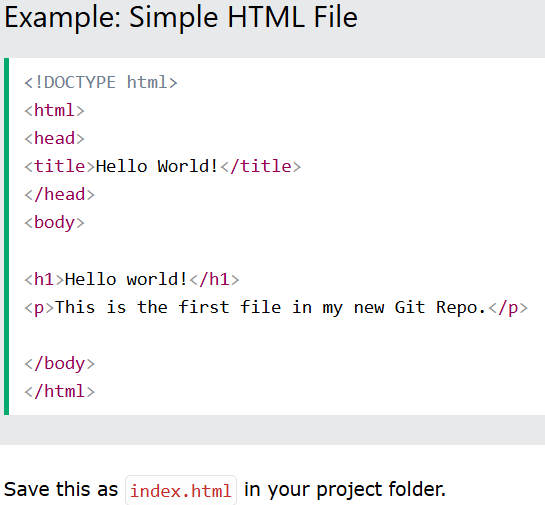 Example: Simple HTML File
<!DOCTYPE html>
<html>
<head>
<title>Hello World!</title>
</head>
<body>
<h1>Hello world!</h1>
<p>This is the first file in my new Git Repo.</p>
</body>
</html>
Save this as index.html in your project folder.